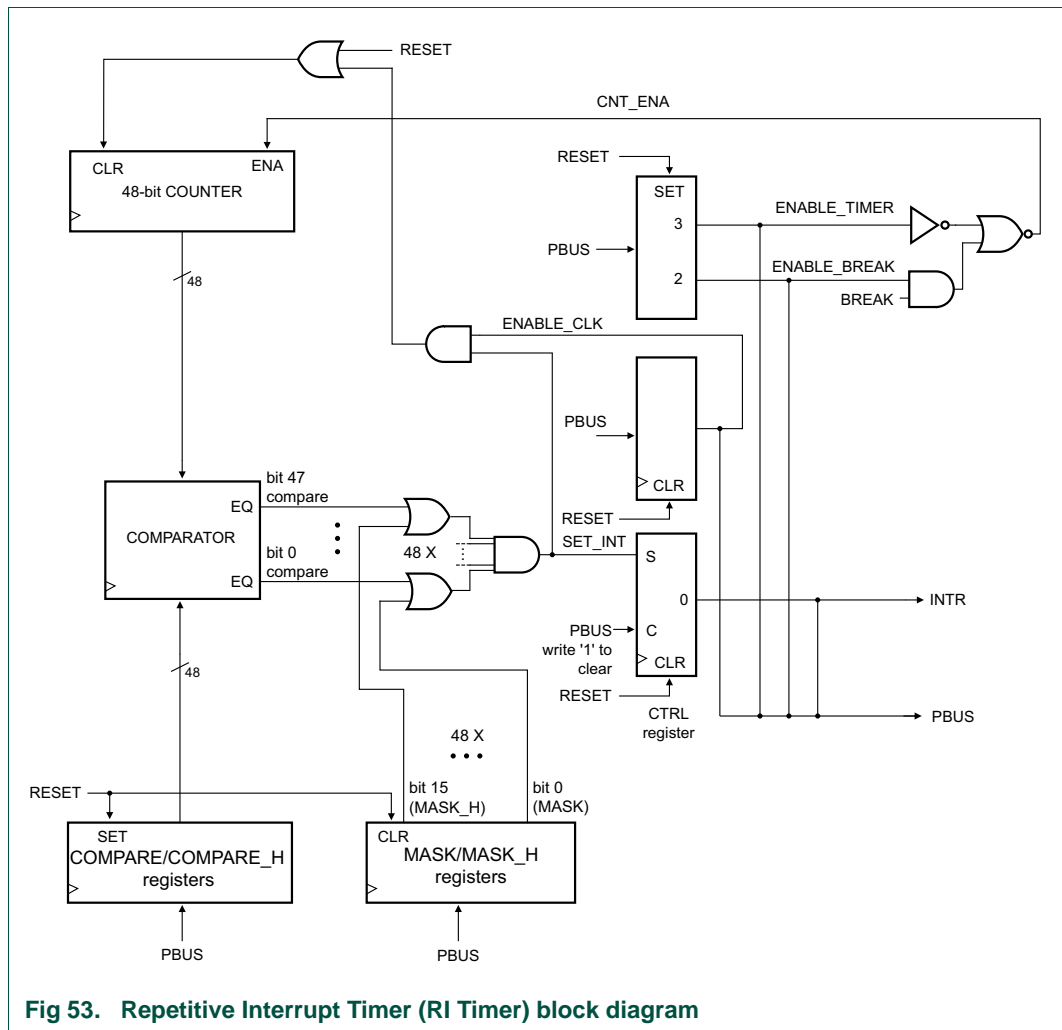 RESET
CNT_ENA
CLR
ENA
48-bit COUNTER
RESET
SET
3
ENABLE_TIMER
PBUS
48
2
ENABLE_BREAK
BREAK
ENABLE_CLK
PBUS
CLR
RESET
bit 47
compare
EQ
COMPARATOR
48 X
SET_INT
S
bit 0
compare
EQ
0
INTR
PBUS
write '1' to
clear
C
CLR
RESET
48
CTRL
register
PBUS
48 X
RESET
bit 15
(MASK_H)
bit 0
(MASK)
SET
COMPARE/COMPARE_H
registers
CLR
MASK/MASK_H
registers
PBUS
PBUS
Fig 53. Repetitive Interrupt Timer (RI Timer) block diagram